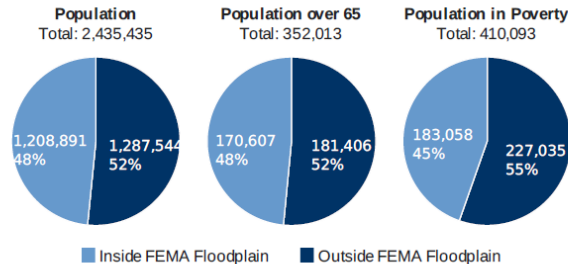 Population
Total: 2,435,435
Population over 65
Total: 352,013
Population in Poverty
Total: 410,093
1,208,891
48%
1,287,544
52%
170,607
48%
181,406
52%
183,058
45%
227,035
55%
Inside FEMA Floodplain
Outside FEMA Floodplain